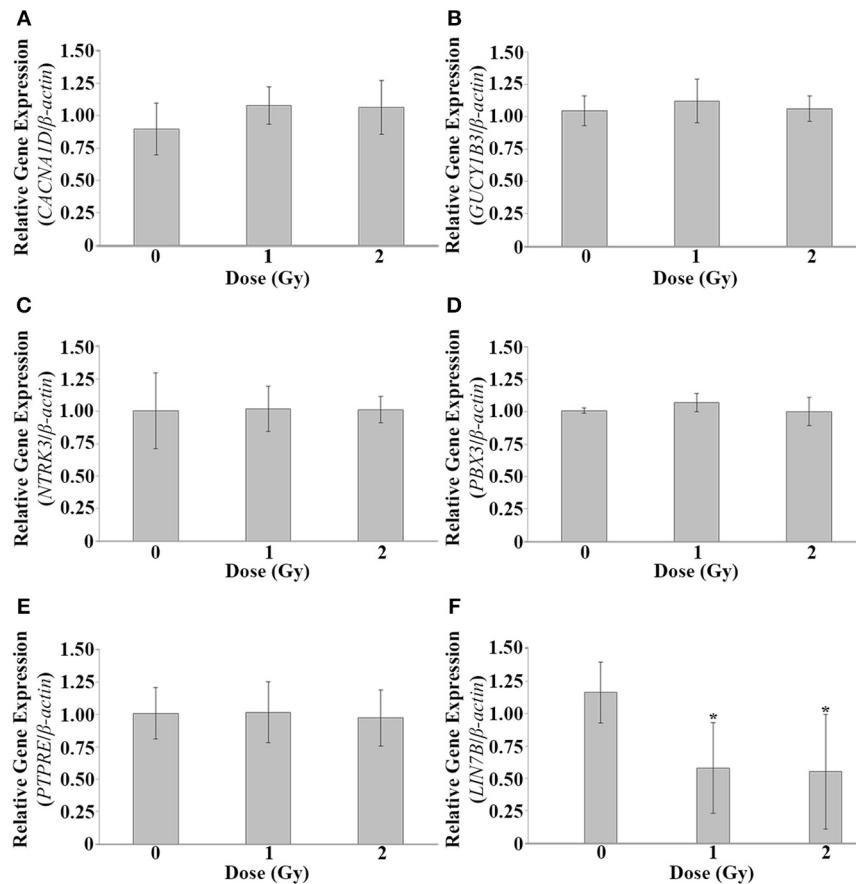 A
Relative Gene Expression
(CACNA1D/β-actin)
1.50
1.25
1.00
0.75
0.50
0.25
0
0 1 2
Dose (Gy)
B
Relative Gene Expression
(GUCY1B3/β-actin)
1.50
1.25
1.00
0.75
0.50
0.25
0
0 1 2
Dose (Gy)
C
Relative Gene Expression
(NTRK3/β-actin)
1.50
1.25
1.00
0.75
0.50
0.25
0
0 1 2
Dose (Gy)
D
Relative Gene Expression
(PBX3/β-actin)
1.50
1.25
1.00
0.75
0.50
0.25
0
0 1 2
Dose (Gy)
E
Relative Gene Expression
(PTPRE/β-actin)
1.50
1.25
1.00
0.75
0.50
0.25
0
0 1 2
Dose (Gy)
F
Relative Gene Expression
(LIN7B/β-actin)
1.50
1.25
1.00
0.75
0.50
0.25
0
* *
0 1 2
Dose (Gy)